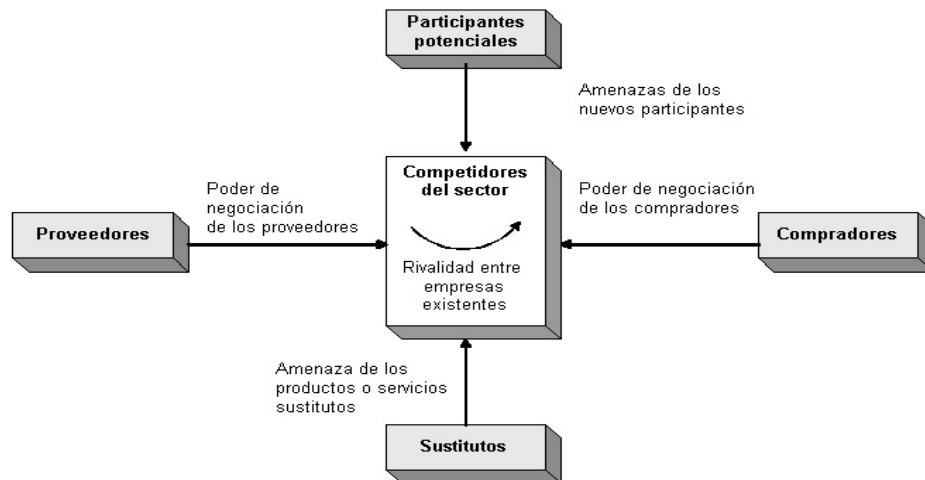 Participantes
potenciales
Amenazas de los
nuevos participantes
Competidores
del sector
Poder de
negociación
de los proveedores
Poder de negociación
de los compradores
Proveedores
Compradores
Rivalidad entre
empresas
existentes
Amenaza de los
productos o servicios
sustitutos
Sustitutos